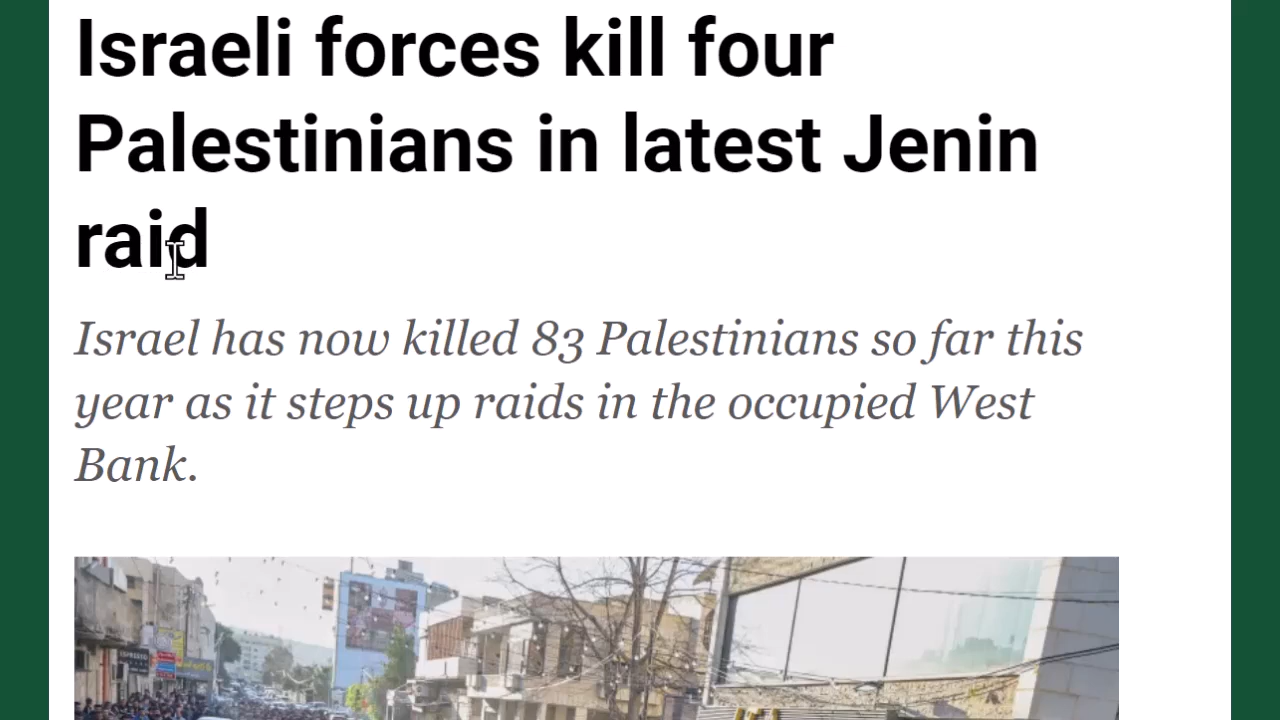 Israeli forces kill four
Palestinians in latest Jenin
raid
Israel has now killed 83 Palestinians so far this
year as it steps up raids in the occupied West
Bank.